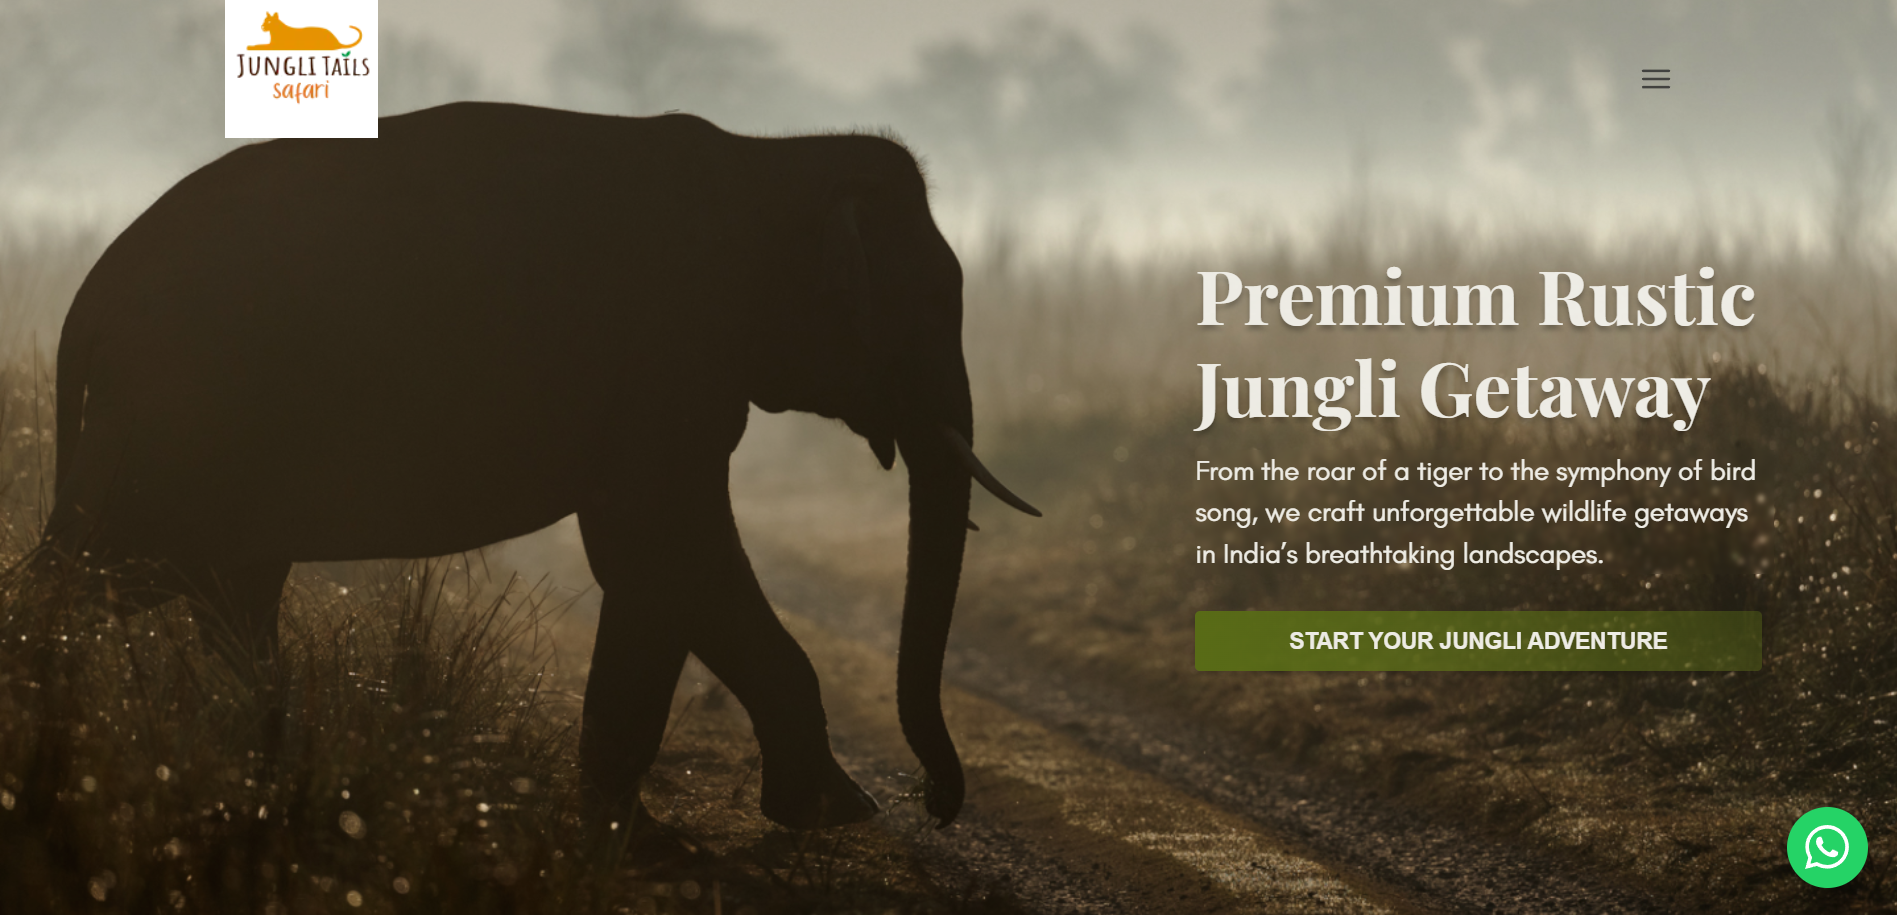 JUNGLI TAILS
safari
Premium Rustic
Jungli Getaway
From the roar of a tiger to the symphony of bird
song, we craft unforgettable wildlife getaways
in India’s breathtaking landscapes.
START YOUR JUNGLI ADVENTURE